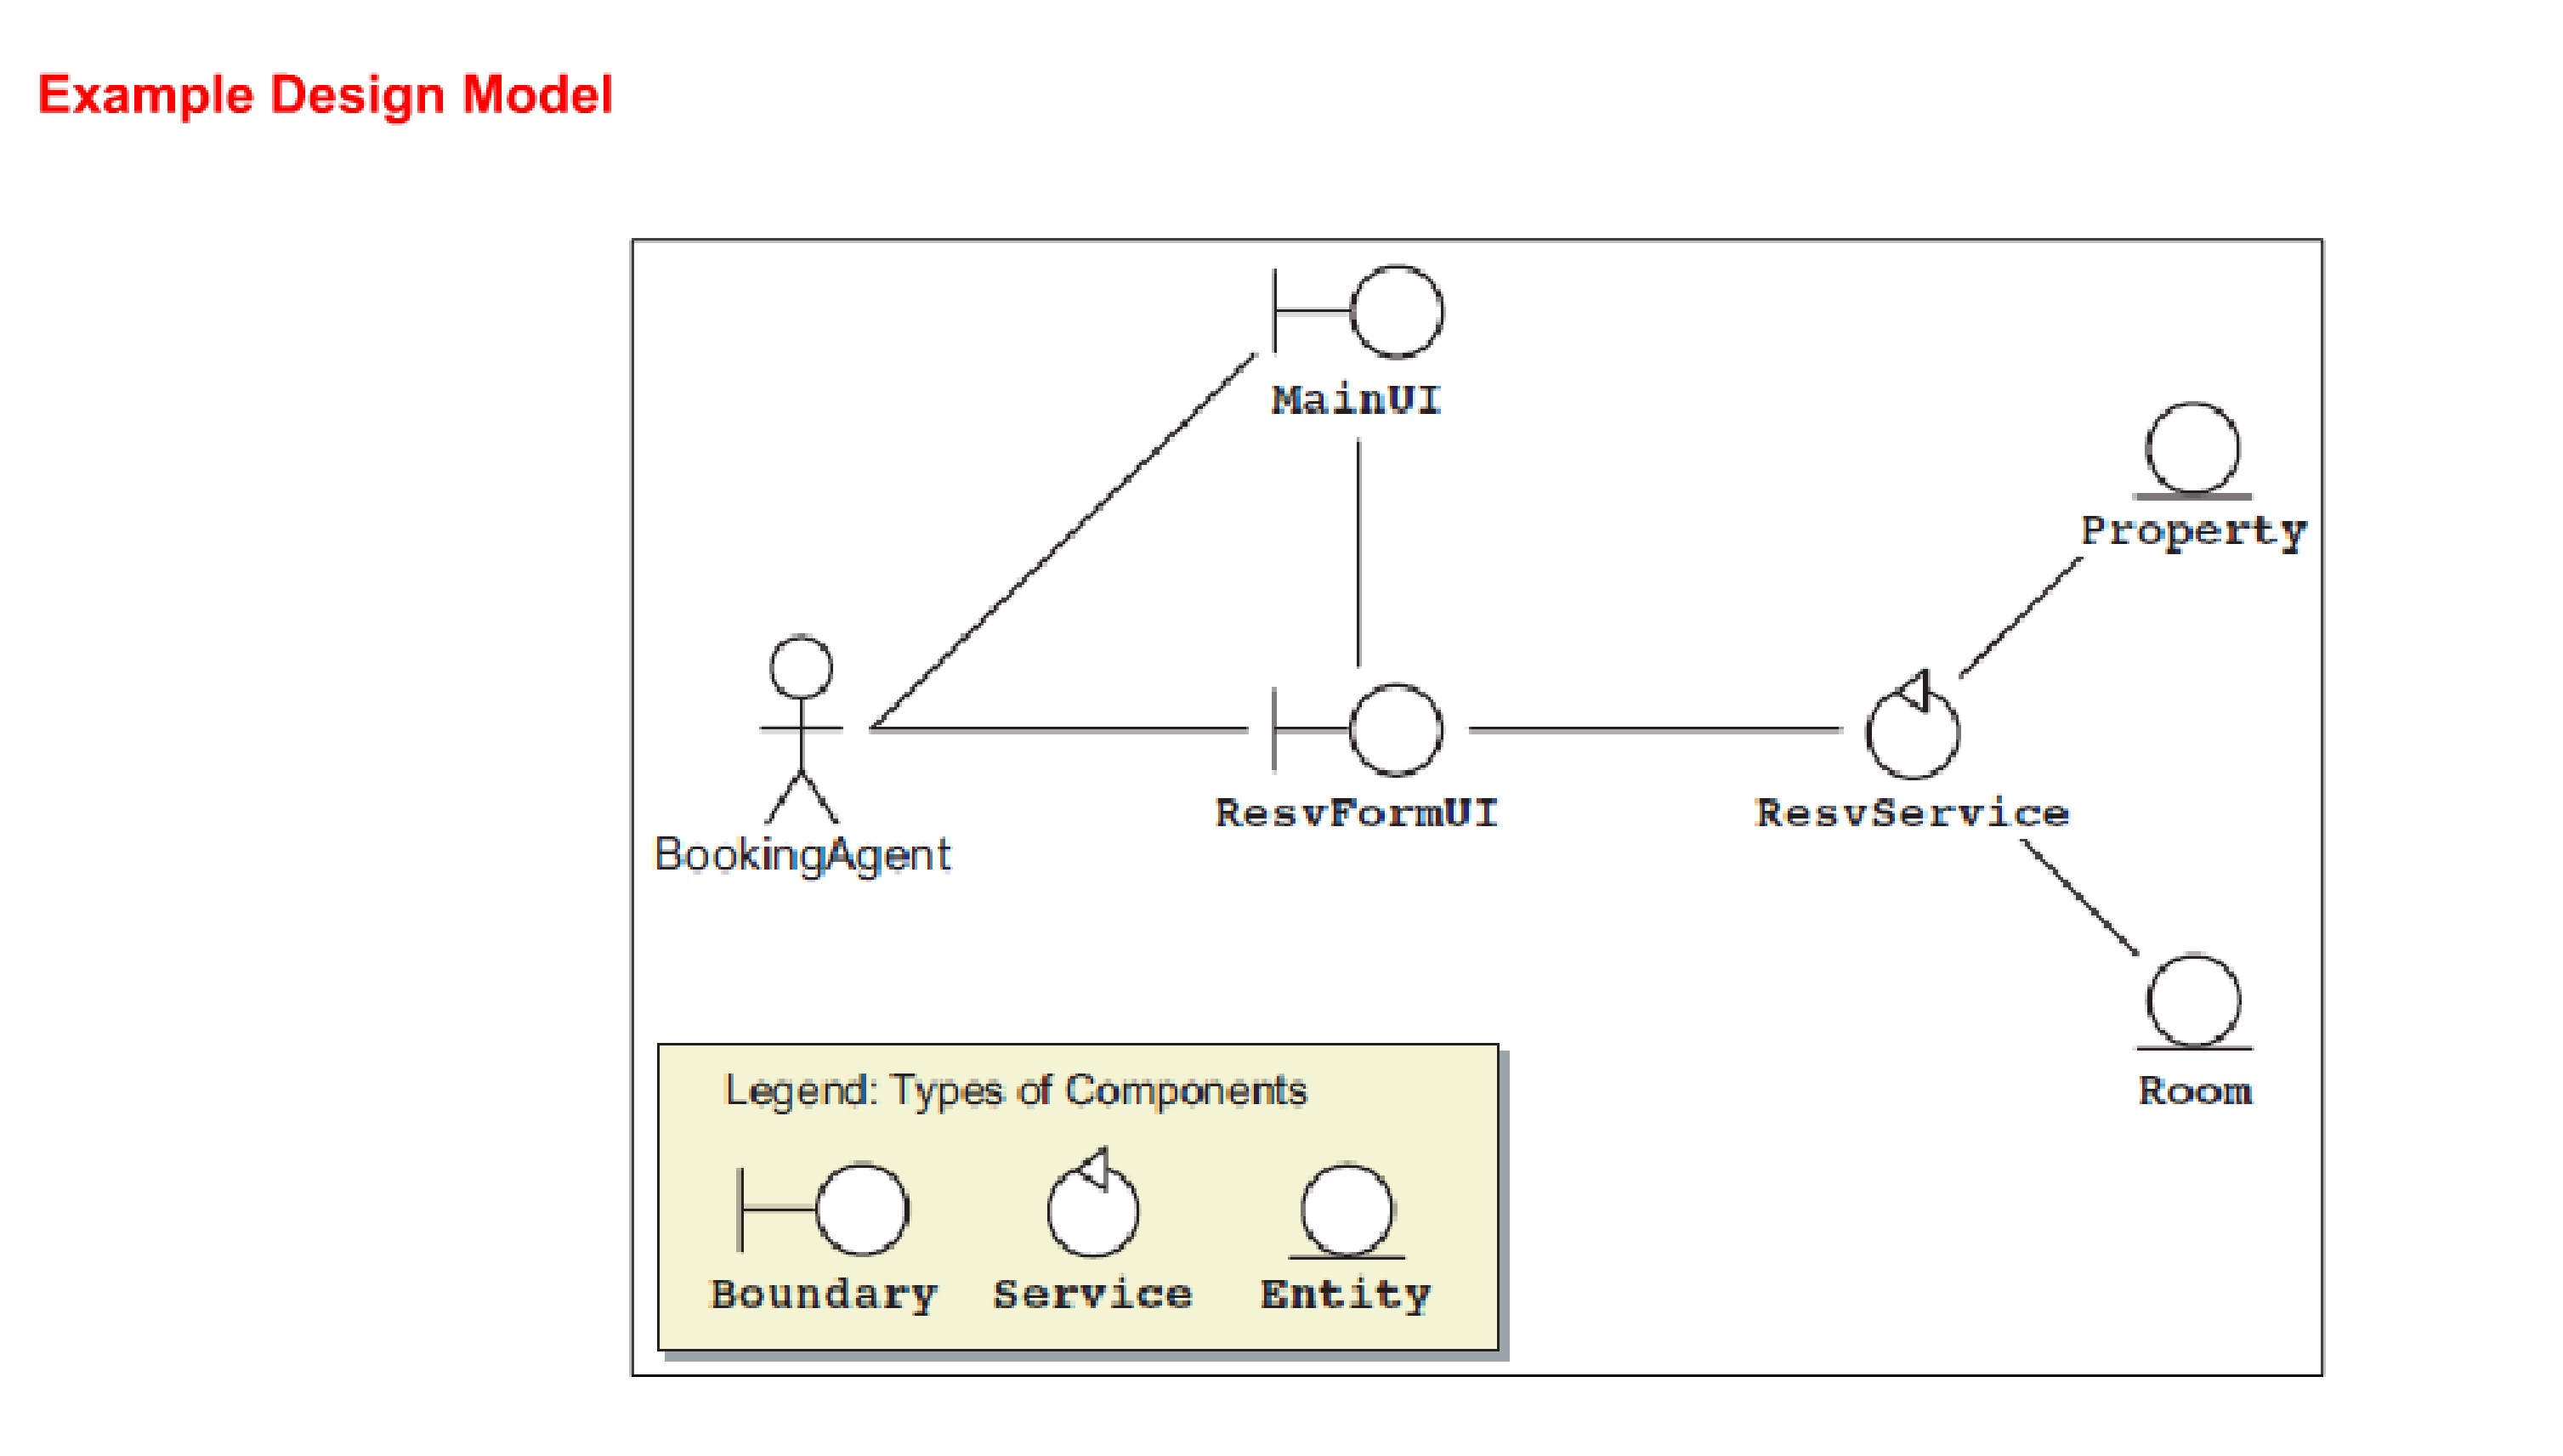 Example Design Model
MainUI
Property
BookingAgent
ResvFormUI
ResvService
Room
Legend: Types of Components
Boundary
Service
Entity